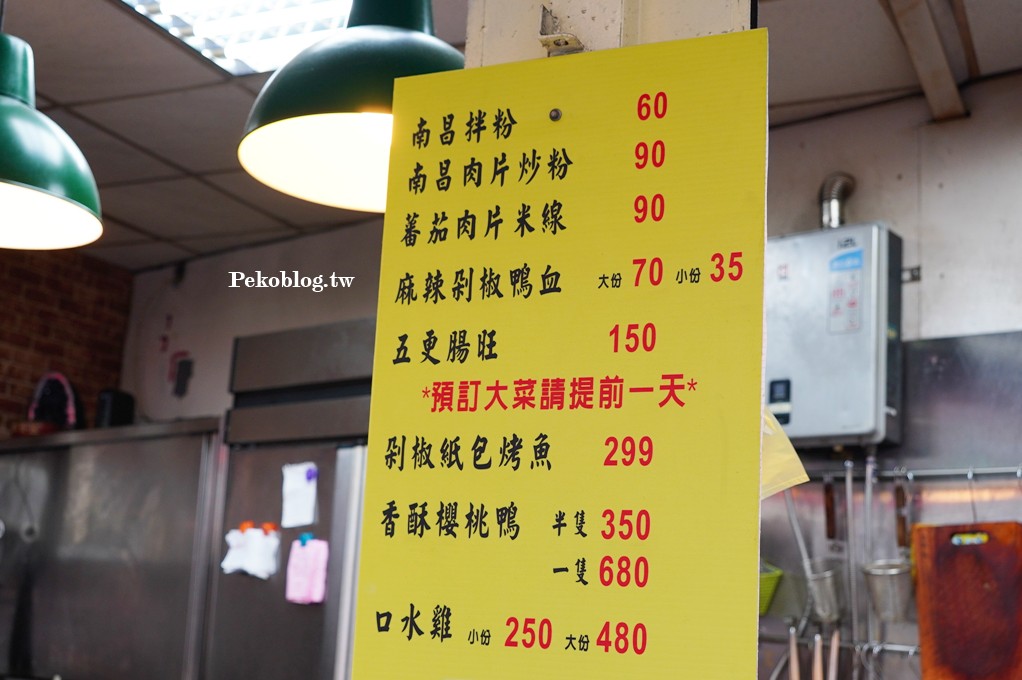 南昌拌粉 60
南昌肉片炒粉 90
蕃茄肉片米線 90
麻辣剁椒鴨血 大份 70 小份 35
五更腸旺 150
*預訂大菜請提前一天*
剁椒紙包烤魚 299
香酥櫻桃鴨 半隻 350
一隻 680
口水雞 小份 250 大份 480
Pekoblog.tw